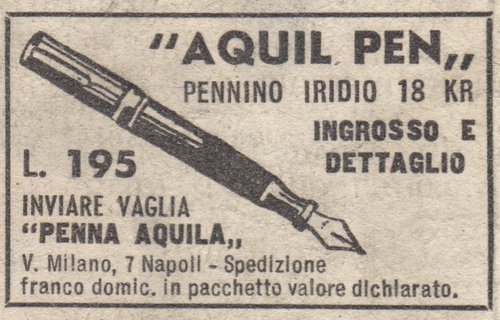 "AQUIL PEN„
PENNINO IRIDIO 18 KR
INGROSSO E
DETTAGLIO
L. 195
INVIARE VAGLIA
"PENNA AQUILA„
V. Milano, 7 Napoli - Spedizione
franco domic. in pacchetto valore dichiarato.